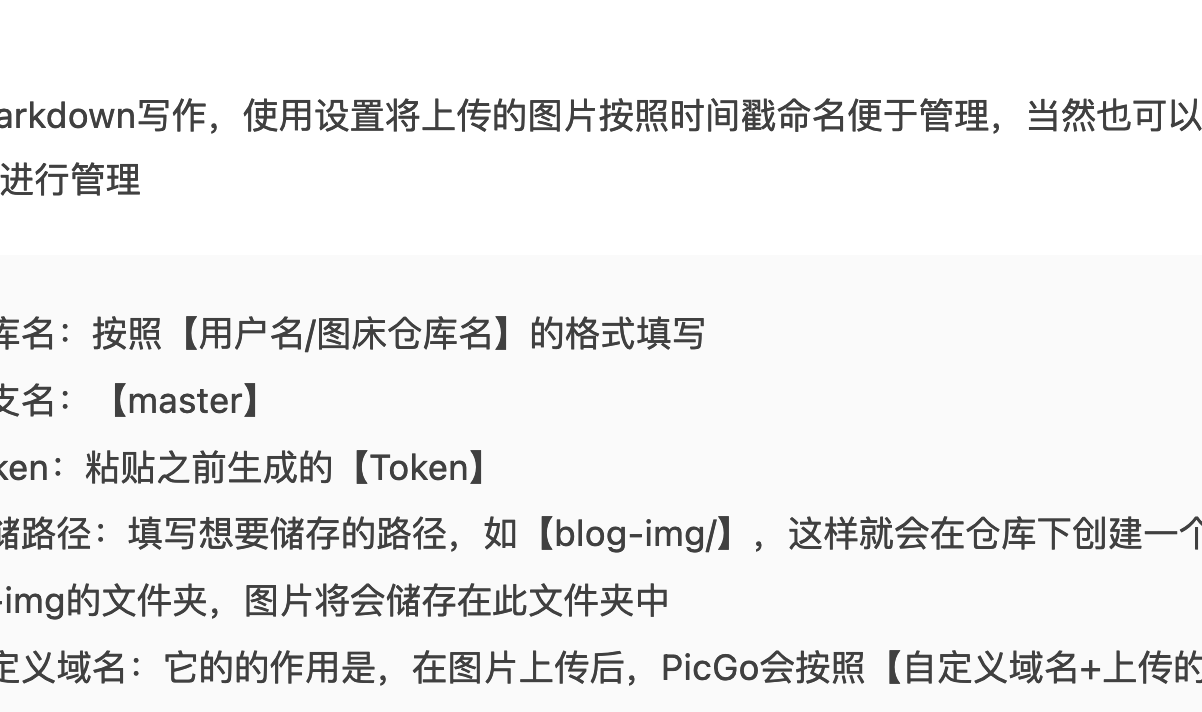 arkdown写作，使用设置将上传的图片按照时间戳命名便于管理，当然也可以
进行管理
库名：按照【用户名/图床仓库名】的格式填写
支名：【master】
ken：粘贴之前生成的【Token】
储路径：填写想要储存的路径，如【blog-img/】，这样就会在仓库下创建一个
-img的文件夹，图片将会储存在此文件夹中
定义域名：它的的作用是，在图片上传后，PicGo会按照【自定义域名+上传的